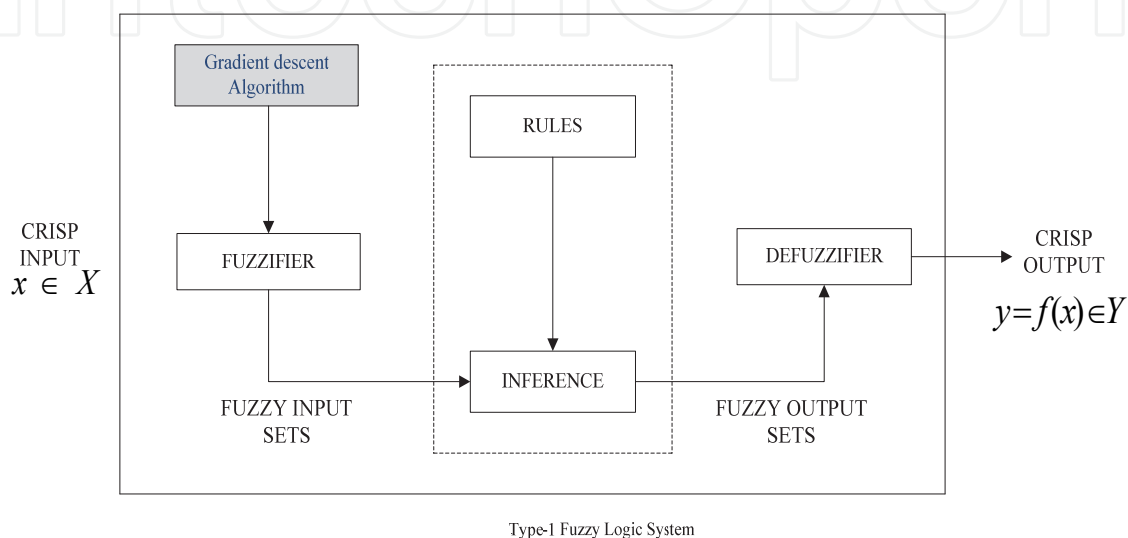 Gradient descent
Algorithm
RULES
CRISP
INPUT
x ∈ X
FUZZIFIER
DEFUZZIFIER
CRISP
OUTPUT
y=f(x)∈Y
INFERENCE
FUZZY INPUT
SETS
FUZZY OUTPUT
SETS
Type-1 Fuzzy Logic System